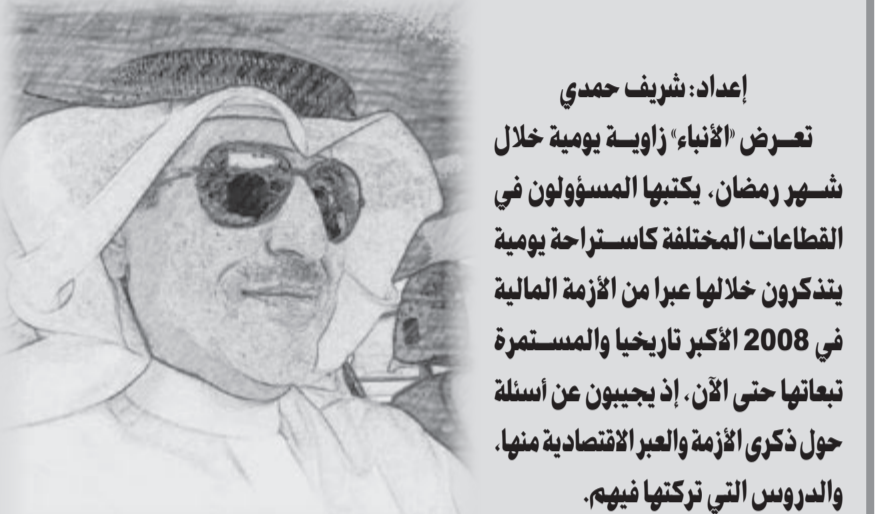 إعداد: شريف حمدي
تعرض «الأنباء» زاوية يومية خلال
شهر رمضان، يكتبها المسؤولون في
القطاعات المختلفة كاستراحة يومية
يتذكرون خلالها عبرا من الأزمة المالية
في 2008 الأكبر تاريخيا والمستمرة
تبعاتها حتى الآن، إذ يجيبون عن أسئلة
حول ذكرى الأزمة والعبر الاقتصادية منها،
والدروس التي تركتها فيهم.